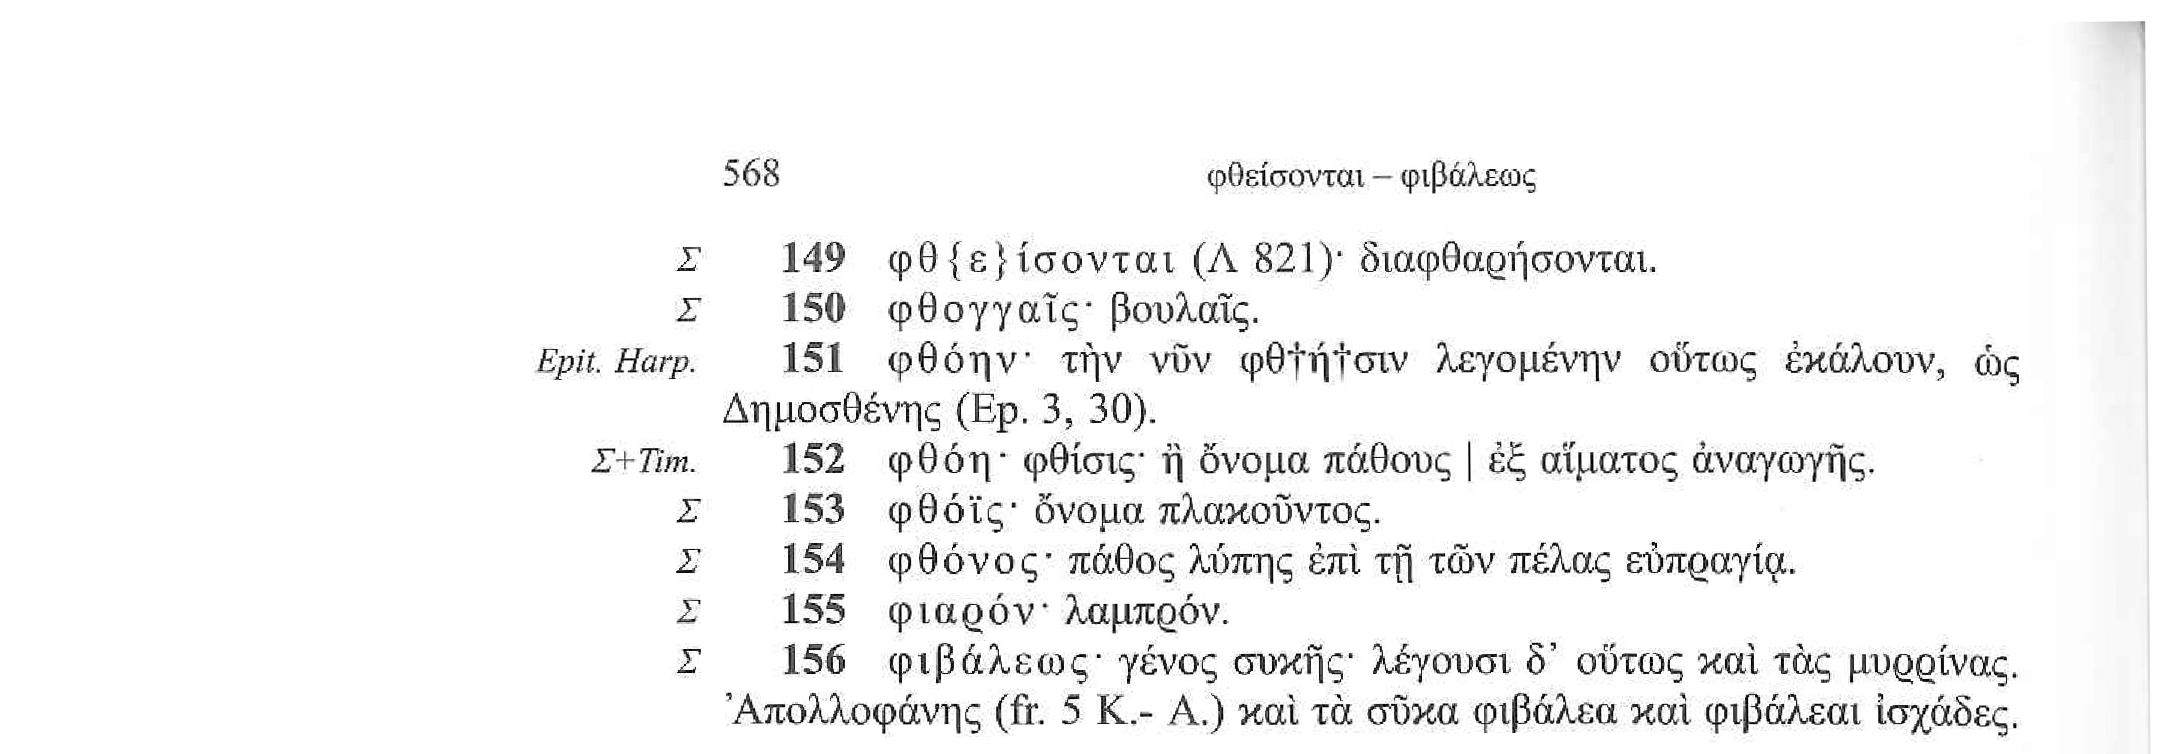 568 φθείσονται – φιβάλεως
Σ 149 φθ{ε}ίσονται (Λ 821)· διαφθαρήσονται.
Σ 150 φθογγαῖς· βουλαῖς.
Epit. Harp. 151 φθόην· τὴν νῦν φθ†ή†σιν λεγομένην οὕτως ἐκάλουν, ὡς
Δημοσθένης (Ep. 3, 30).
Σ+Tim. 152 φθόη· φθίσις· ἢ ὄνομα πάθους | ἐξ αἵματος ἀναγωγῆς.
Σ 153 φθόϊς· ὄνομα πλακοῦντος.
Σ 154 φθόνος· πάθος λύπης ἐπὶ τῇ τῶν πέλας εὐπραγίᾳ.
Σ 155 φιαρόν· λαμπρόν.
Σ 156 φιβάλεως· γένος συκῆς· λέγουσι δ’ οὕτως καὶ τὰς μυρρίνας.
Ἀπολλοφάνης (fr. 5 K.- A.) καὶ τὰ σῦκα φιβάλεα καὶ φιβάλεαι ἰσχάδες.